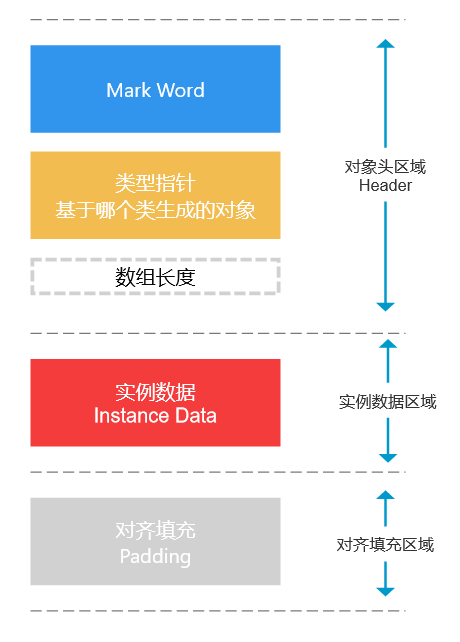 Mark Word
类型指针
基于哪个类生成的对象
数组长度
对象头区域
Header
实例数据
Instance Data
实例数据区域
对齐填充
Padding
对齐填充区域